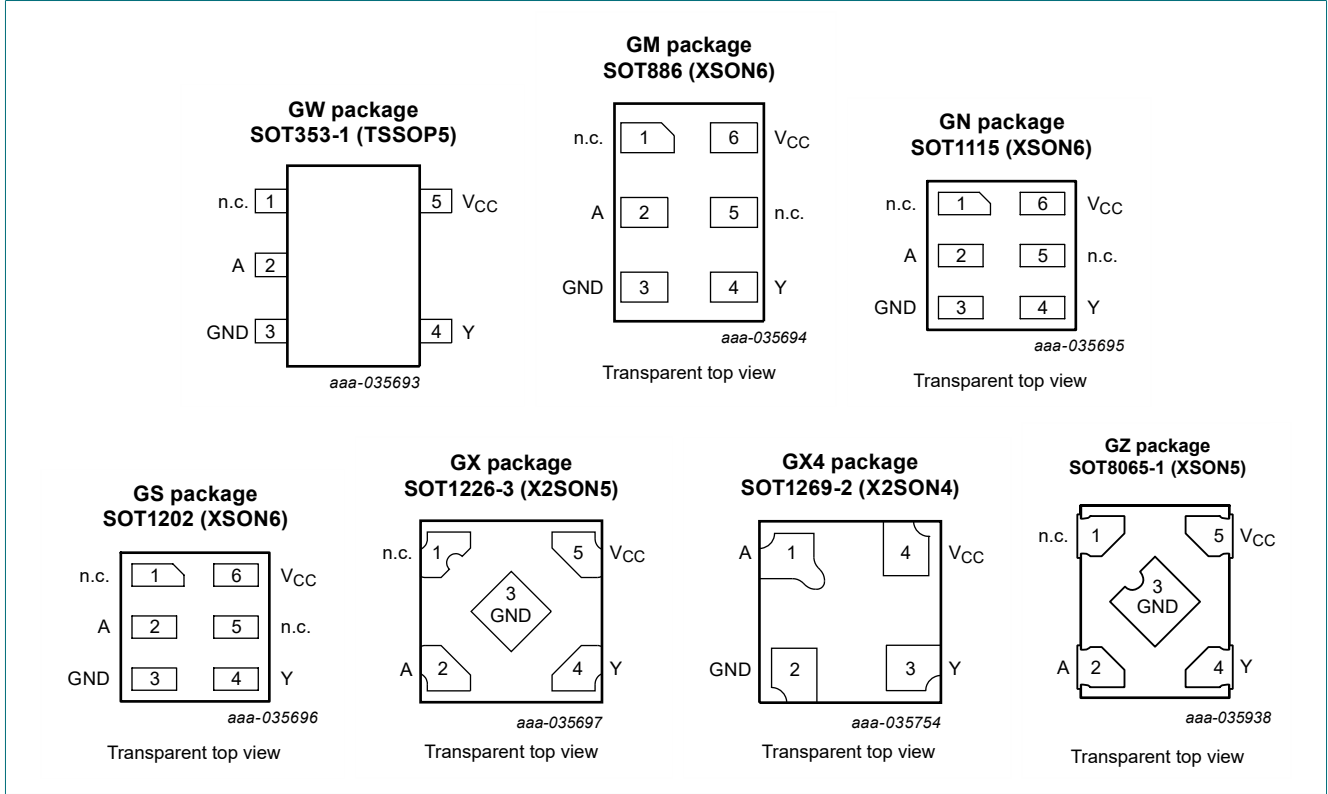 GW package
SOT353-1 (TSSOP5)
n.c. 1
5 VCC
A 2
GND 3
4 Y
aaa-035693
GM package
SOT886 (XSON6)
n.c. 1
6 VCC
A 2
5 n.c.
GND 3
4 Y
aaa-035694
Transparent top view
GN package
SOT1115 (XSON6)
n.c. 1
6 VCC
A 2
5 n.c.
GND 3
4 Y
aaa-035695
Transparent top view
GS package
SOT1202 (XSON6)
n.c. 1
6 VCC
A 2
5 n.c.
GND 3
4 Y
aaa-035696
Transparent top view
GX package
SOT1226-3 (X2SON5)
n.c. 1
5 VCC
3
GND
A 2
4 Y
aaa-035697
Transparent top view
GX4 package
SOT1269-2 (X2SON4)
A 1
4 VCC
GND 2
3 Y
aaa-035754
Transparent top view
GZ package
SOT8065-1 (XSON5)
n.c. 1
5 VCC
3
GND
A 2
4 Y
aaa-035938
Transparent top view